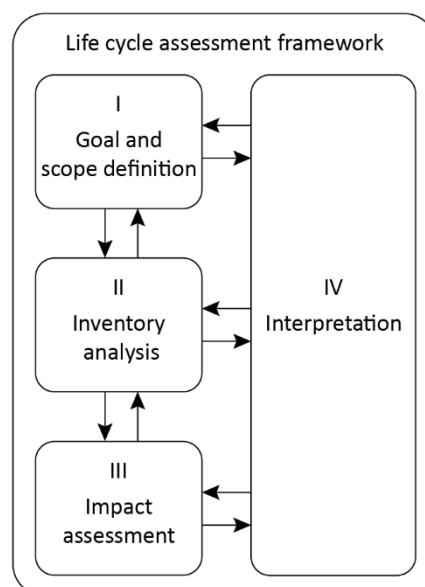 Life cycle assessment framework
I
Goal and
scope definition
II
Inventory
analysis
III
Impact
assessment
IV
Interpretation